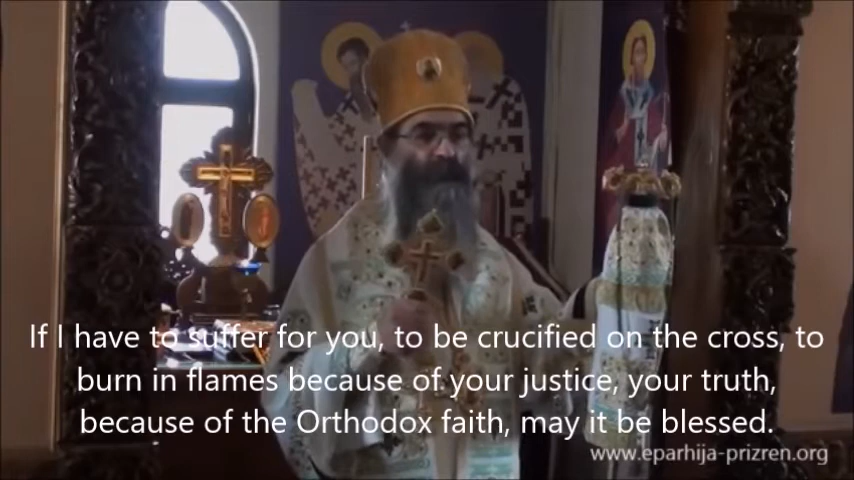 If I have to suffer for you, to be crucified on the cross, to
burn in flames because of your justice, your truth,
because of the Orthodox faith, may it be blessed.
www.eparhija-prizren.org